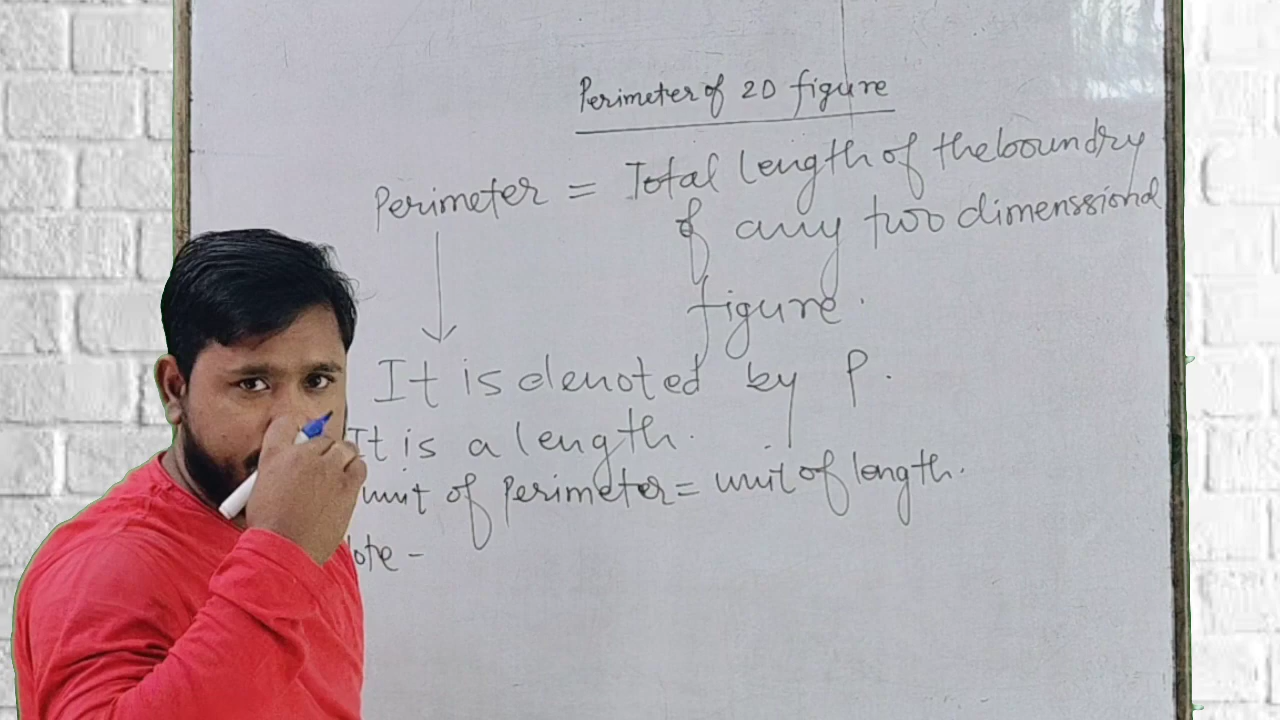 Perimeter of 2D figure
Perimeter = Total length of the boundry
of any two dimenssional
figure.
It is denoted by P.
It is a length.
unit of perimeter = unit of length.
ote -